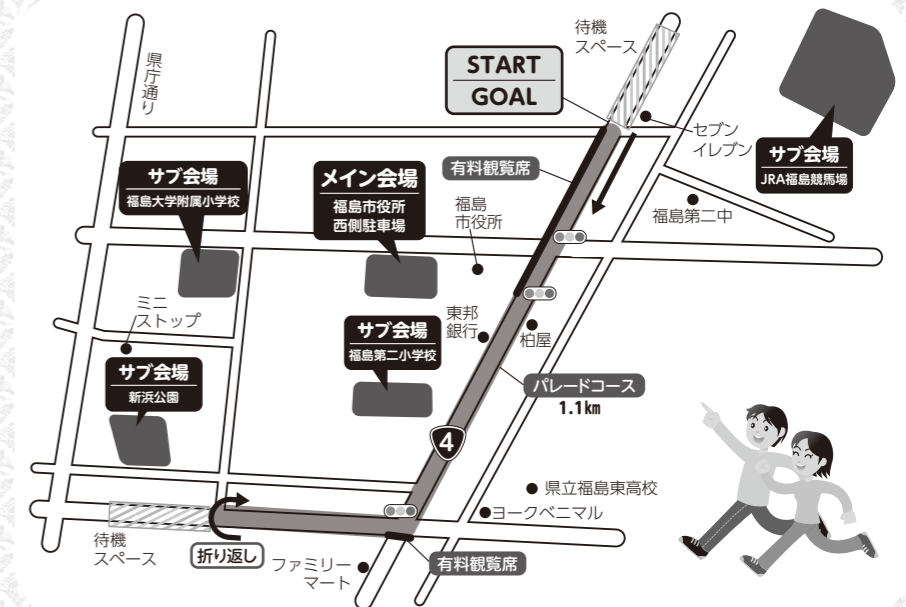 待機
スペース
START
GOAL
県庁通り
セブン
イレブン
サブ会場
JRA福島競馬場
サブ会場
福島大学附属小学校
メイン会場
福島市役所
西側駐車場
有料観覧席
福島
市役所
福島第二中
ミニ
ストップ
東邦
銀行
柏屋
サブ会場
福島第二小学校
サブ会場
新浜公園
パレードコース
1.1km
4
県立福島東高校
ヨークベニマル
待機
スペース
折り返し
ファミリー
マート
有料観覧席